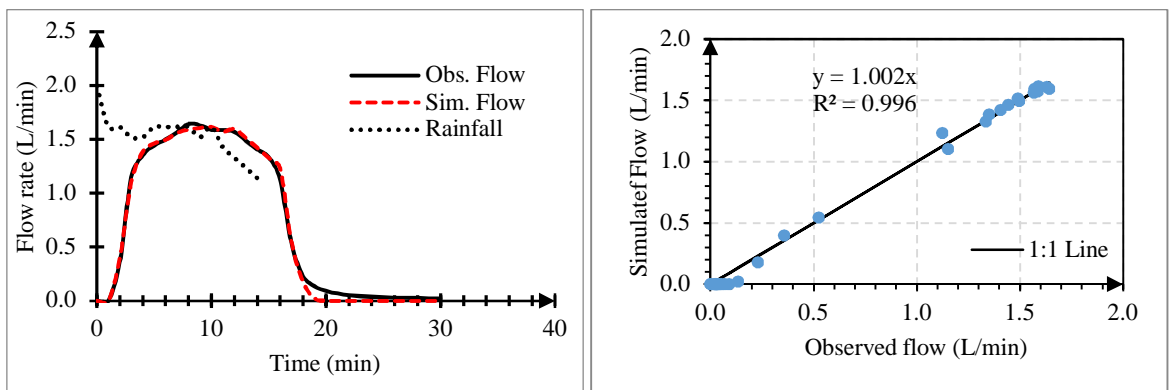 2.5
2.0
1.5
1.0
0.5
0.0
Flow rate (L/min)
Obs. Flow
Sim. Flow
Rainfall
0 10 20 30 40
Time (min)
2.0
1.5
1.0
0.5
0.0
Simulatef Flow (L/min)
y = 1.002x
R² = 0.996
1:1 Line
0.0 0.5 1.0 1.5 2.0
Observed flow (L/min)